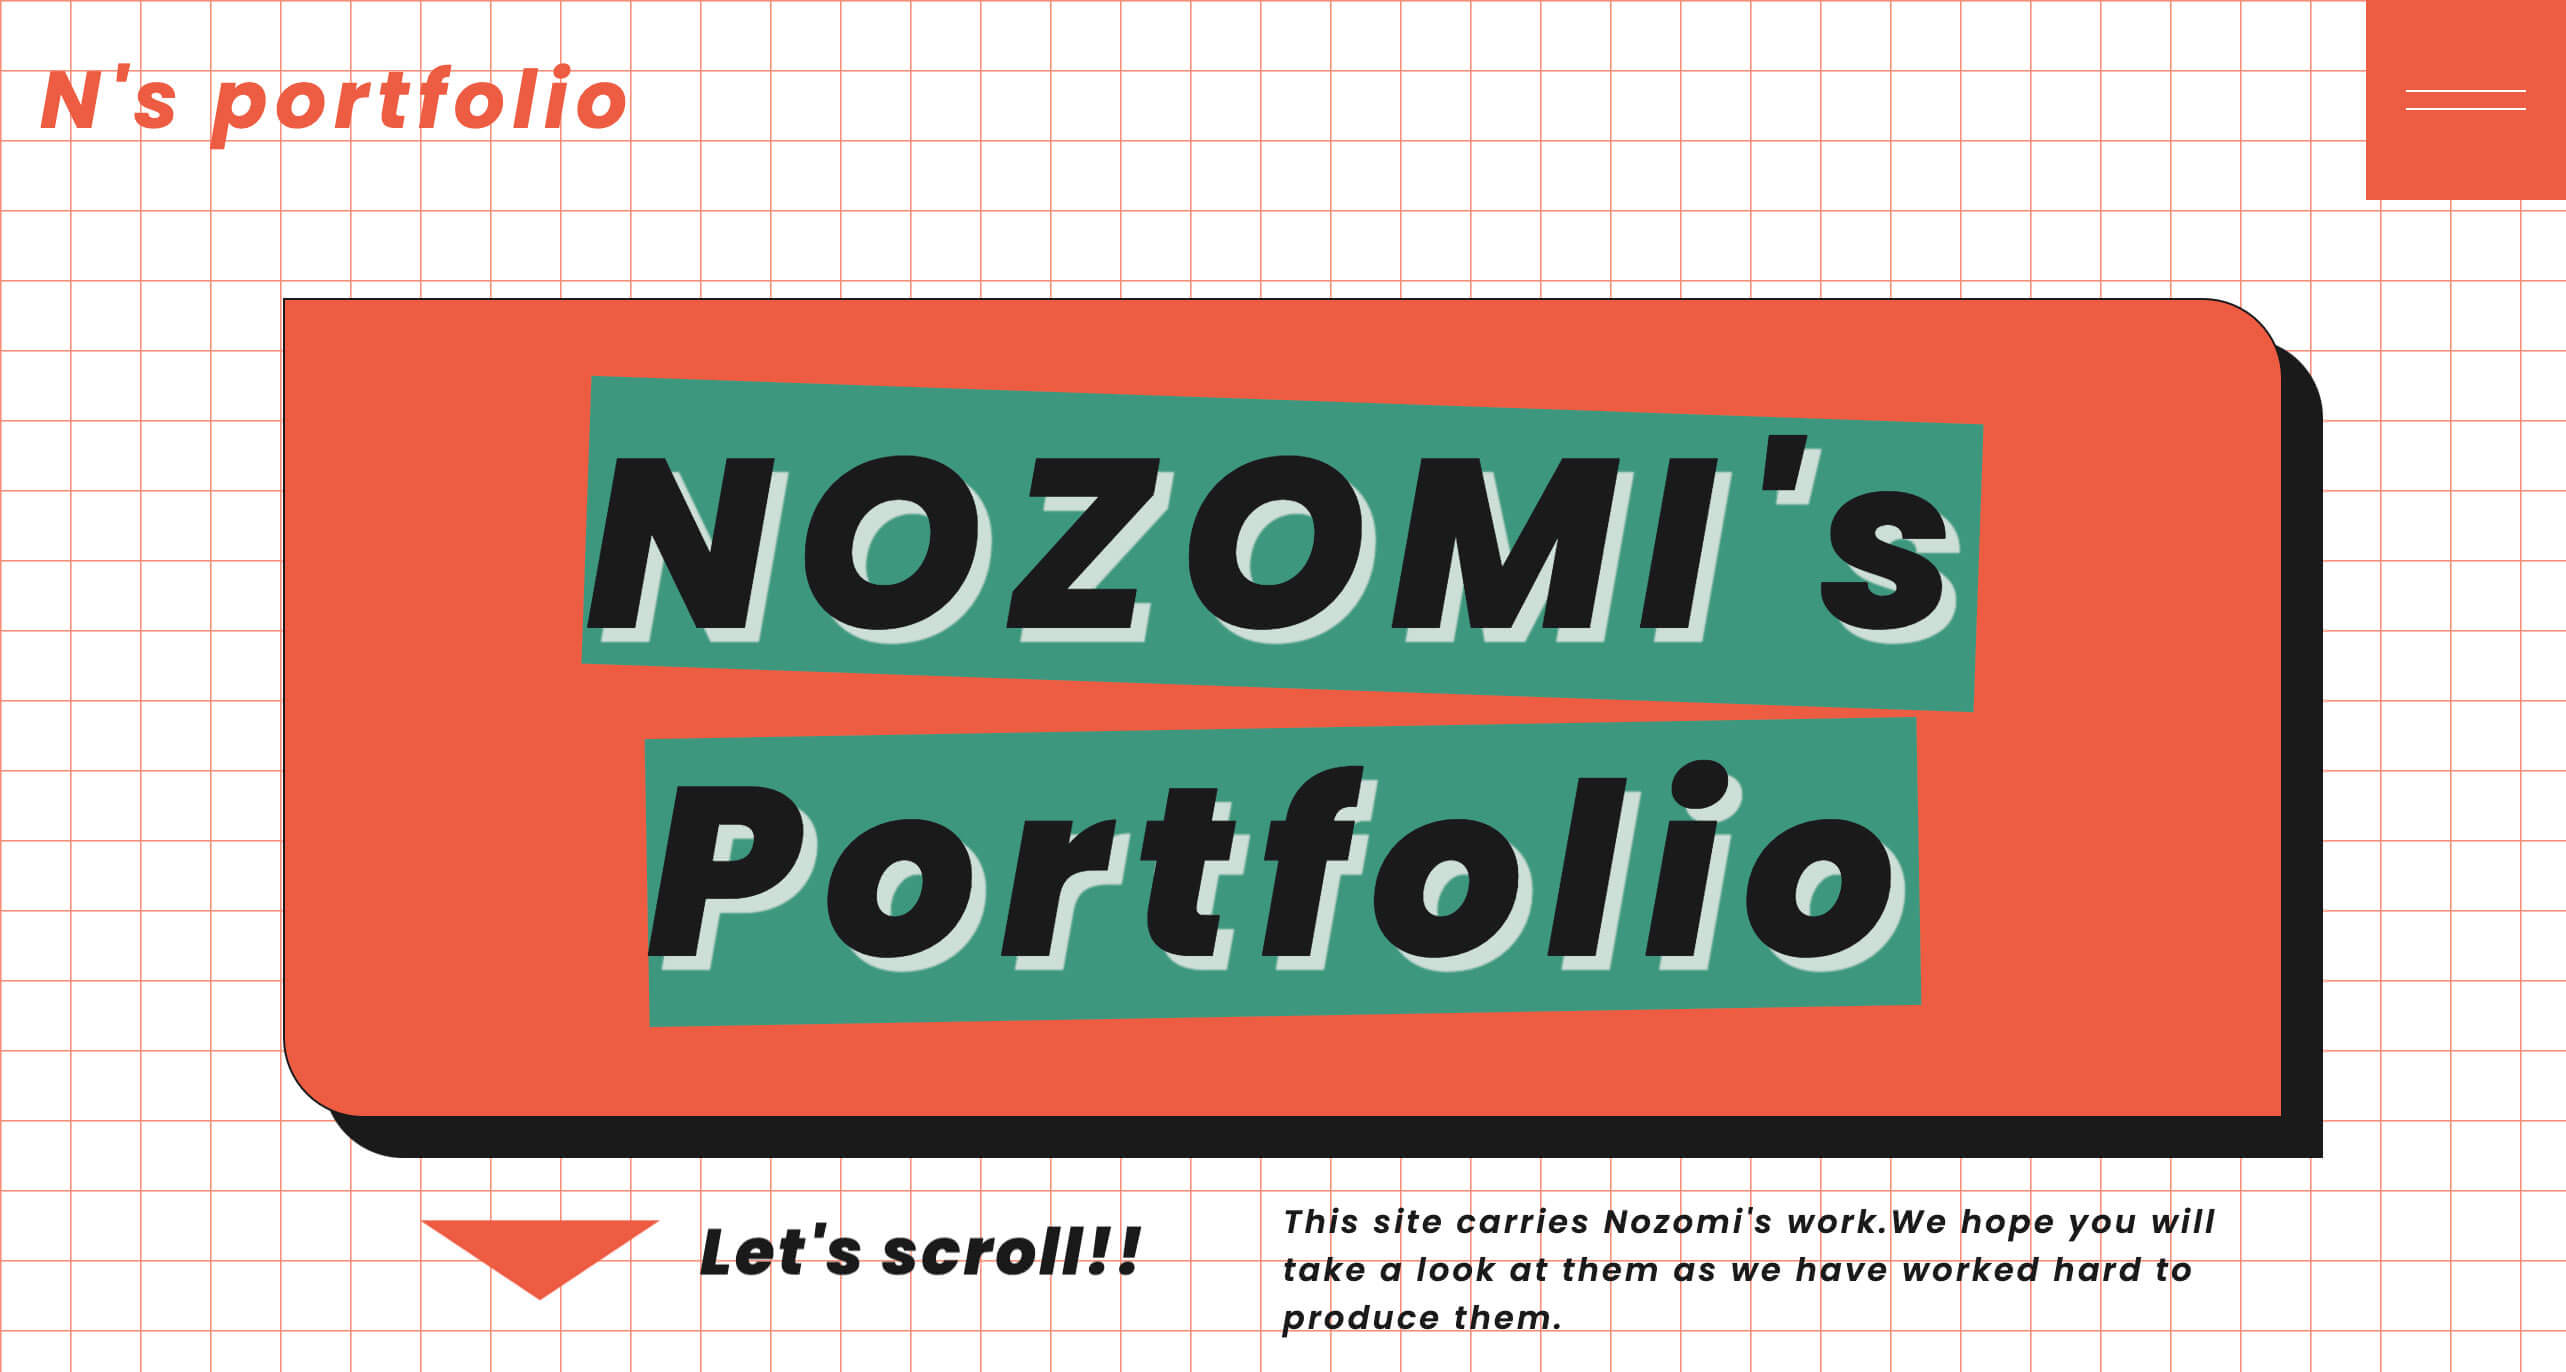 N's portfolio
NOZOMI's
Portfolio
Let's scroll!!
This site carries Nozomi's work.We hope you will
take a look at them as we have worked hard to
produce them.